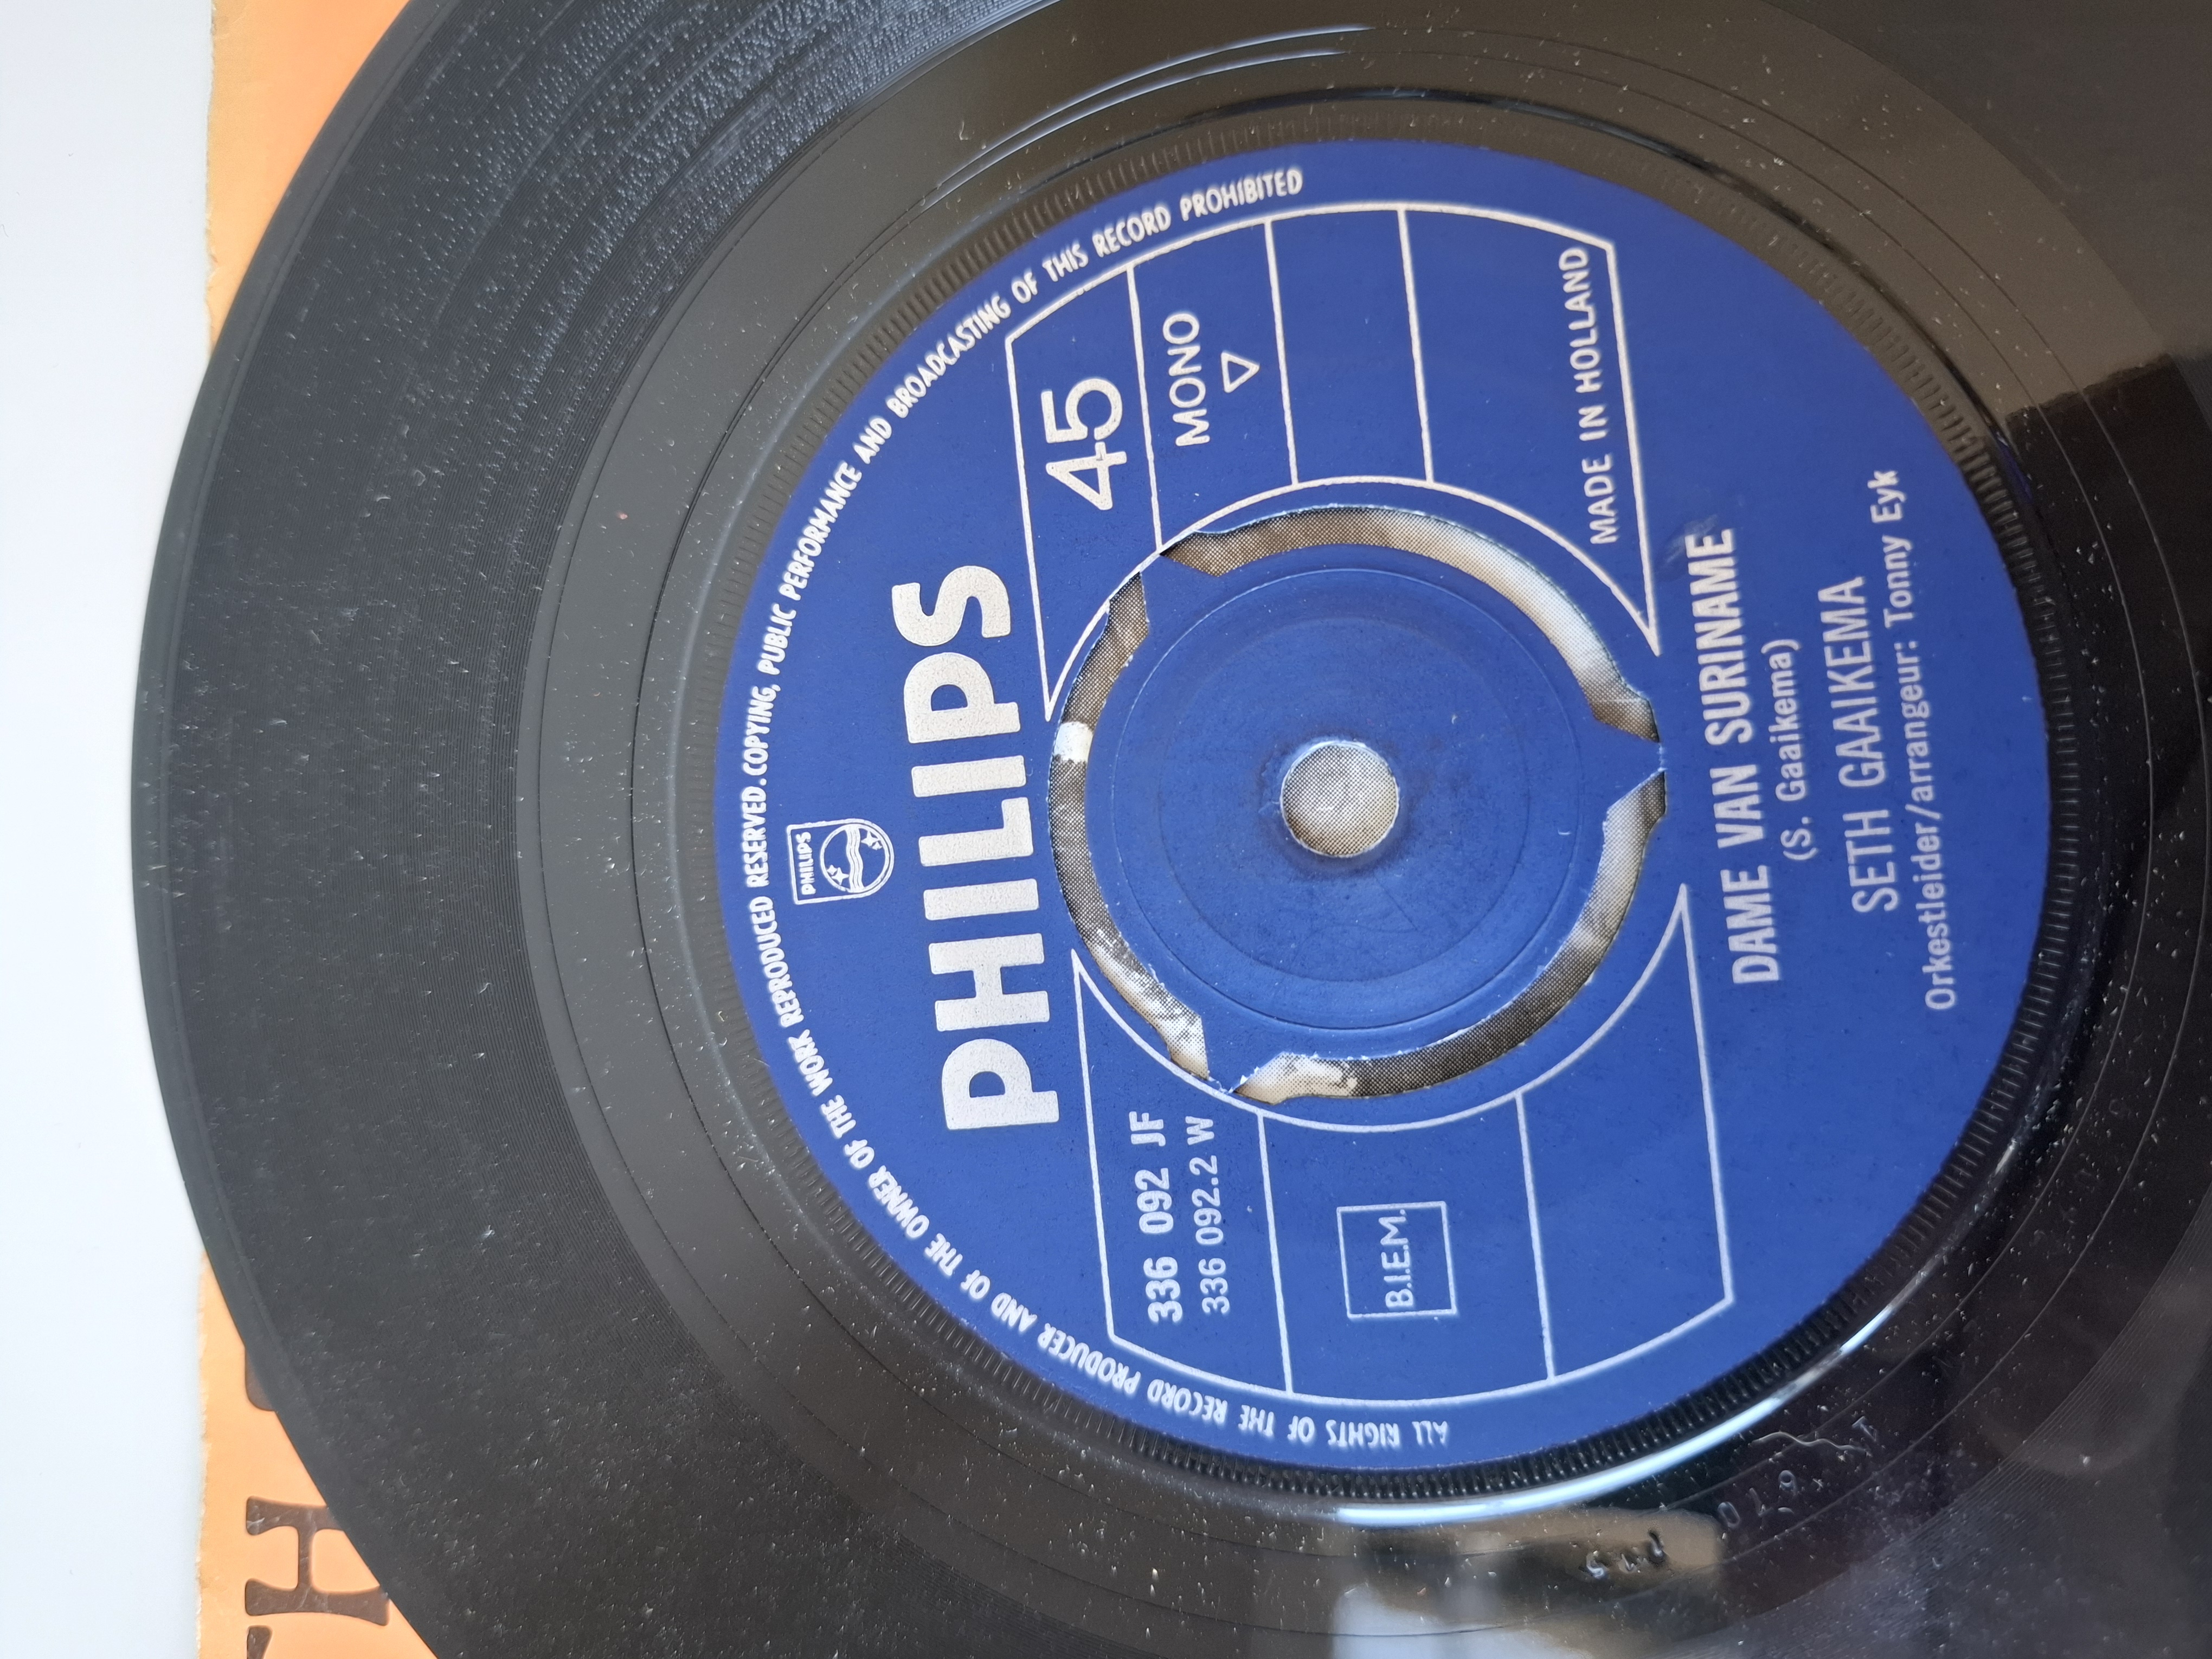 ALL RIGHTS OF THE RECORD PRODUCER AND OF THE OWNER OF THE WORK REPRODUCED RESERVED. COPYING, PUBLIC PERFORMANCE AND BROADCASTING OF THIS RECORD PROHIBITED
PHILIPS
PHILIPS
336 092 JF
336 092.2 W
B.I.E.M.
45
MONO
MADE IN HOLLAND
DAME VAN SURINAME
(S. Gaaikema)
SETH GAAIKEMA
Orkestleider/arrangeur: Tonny Eyk
H
670